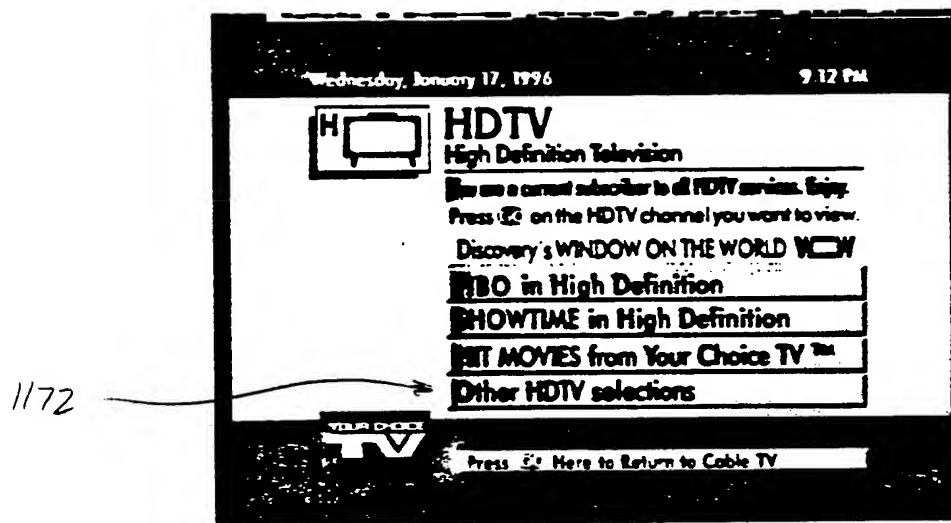 Wednesday, January 17, 1996 9:12 PM
H
HDTV
High Definition Television
You are a current subscriber to all HDTV services. Enjoy.
Press on the HDTV channel you want to view.
Discovery's WINDOW ON THE WORLD WOW
HBO in High Definition
SHOWTIME in High Definition
HIT MOVIES from Your Choice TV ™
Other HDTV selections
1172
YOUR CHOICE
TV
Press Here to Return to Cable TV